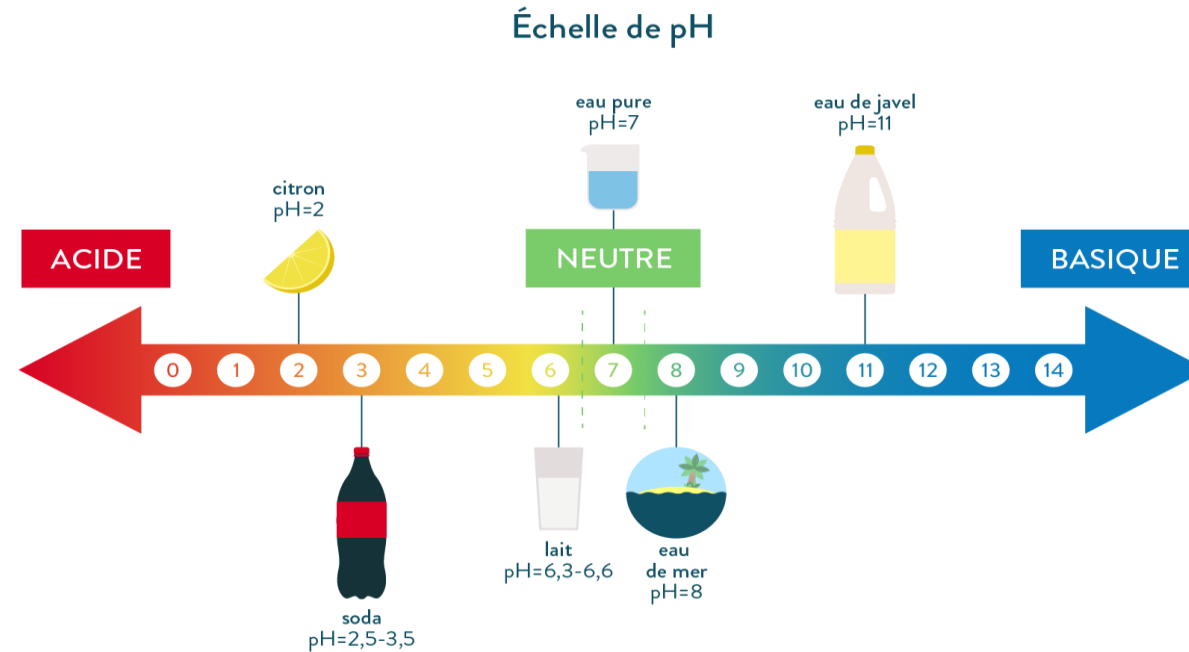 Échelle de pH
eau pure
pH=7
eau de javel
pH=11
citron
pH=2
ACIDE
NEUTRE
BASIQUE
0 1 2 3 4 5 6 7 8 9 10 11 12 13 14
soda
pH=2,5-3,5
lait
pH=6,3-6,6
eau
de mer
pH=8